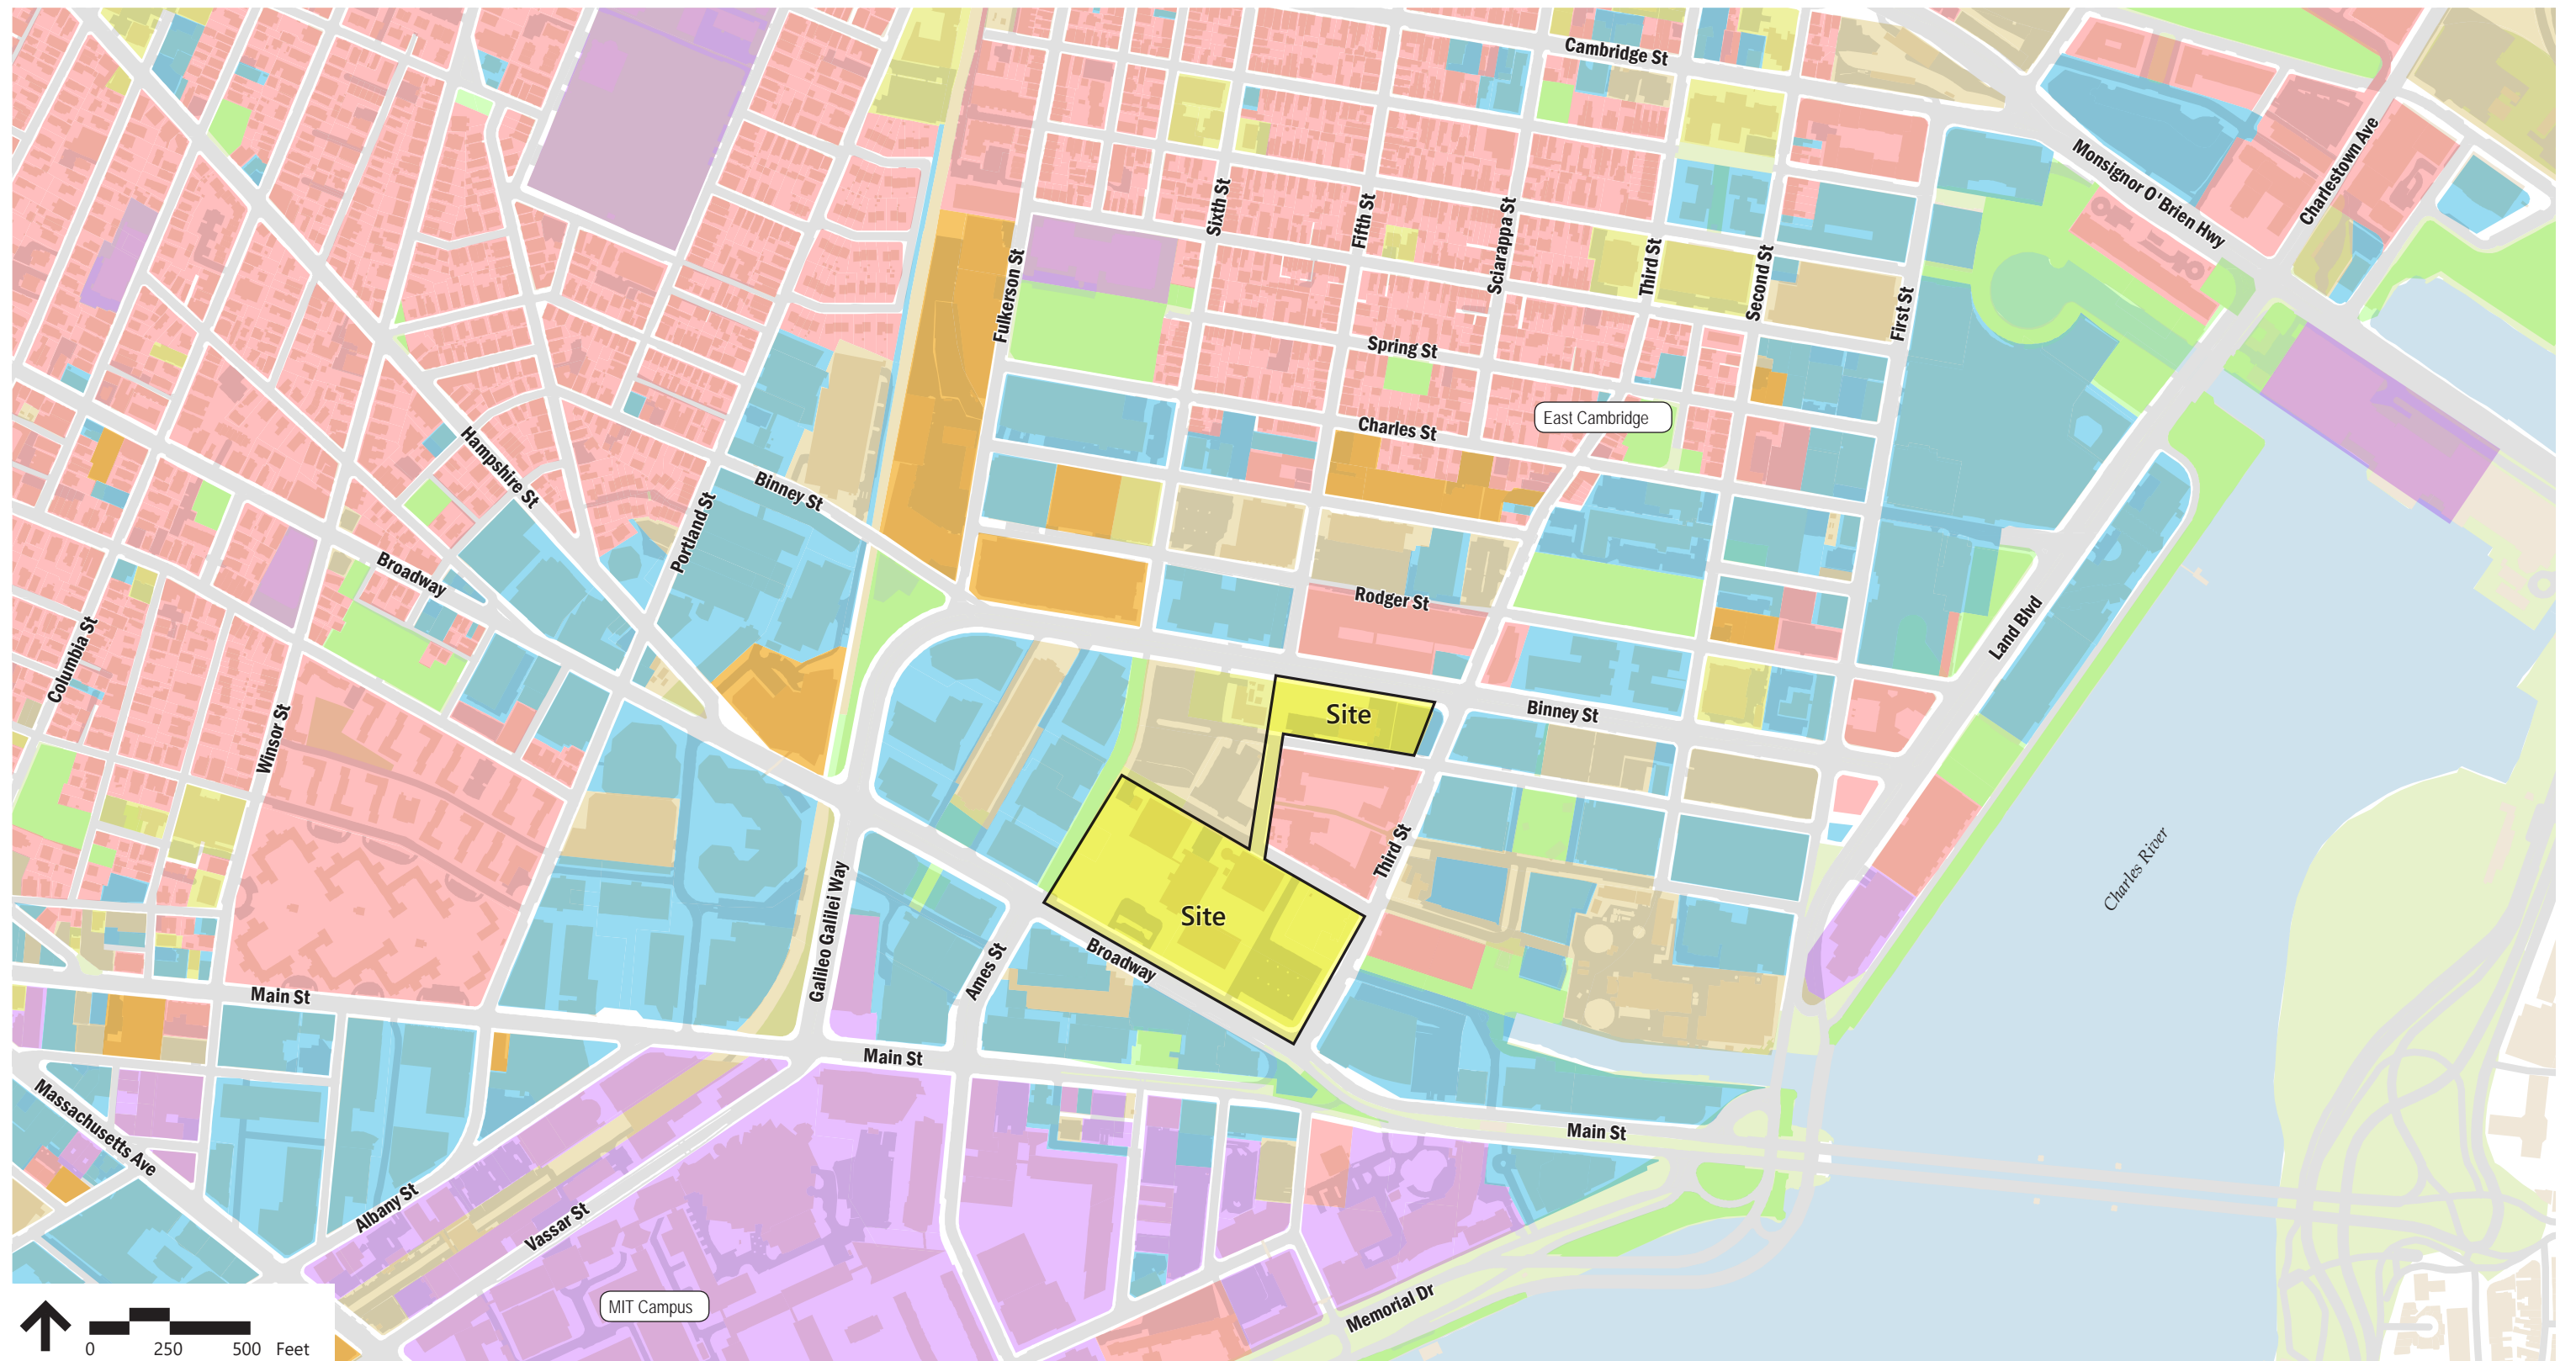 Cambridge St
Monsignor O'Brien Hwy
Charlestown Ave
Sixth St
Fifth St
Sciarappa St
Third St
Second St
First St
Fulkerson St
Spring St
East Cambridge
Charles St
Hampshire St
Binney St
Portland St
Broadway
Rodger St
Land Blvd
Columbia St
Winsor St
Site
Binney St
Third St
Charles River
Galileo Galilei Way
Site
Ames St
Broadway
Main St
Main St
Massachusetts Ave
Main St
Albany St
Vassar St
MIT Campus
Memorial Dr
0 250 500 Feet